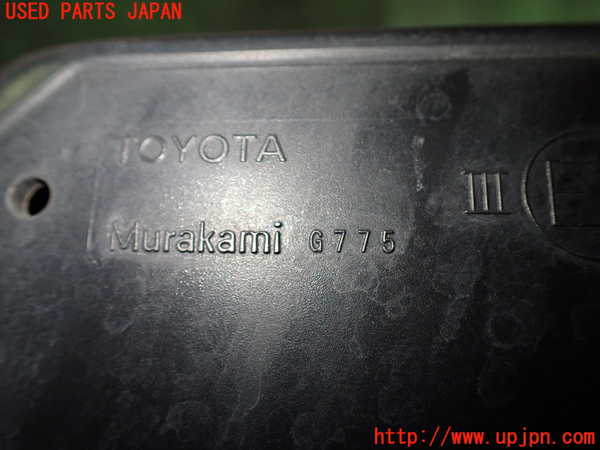 USED PARTS JAPAN
TOYOTA
III
E
Murakami G775
http://www.upjpn.com/